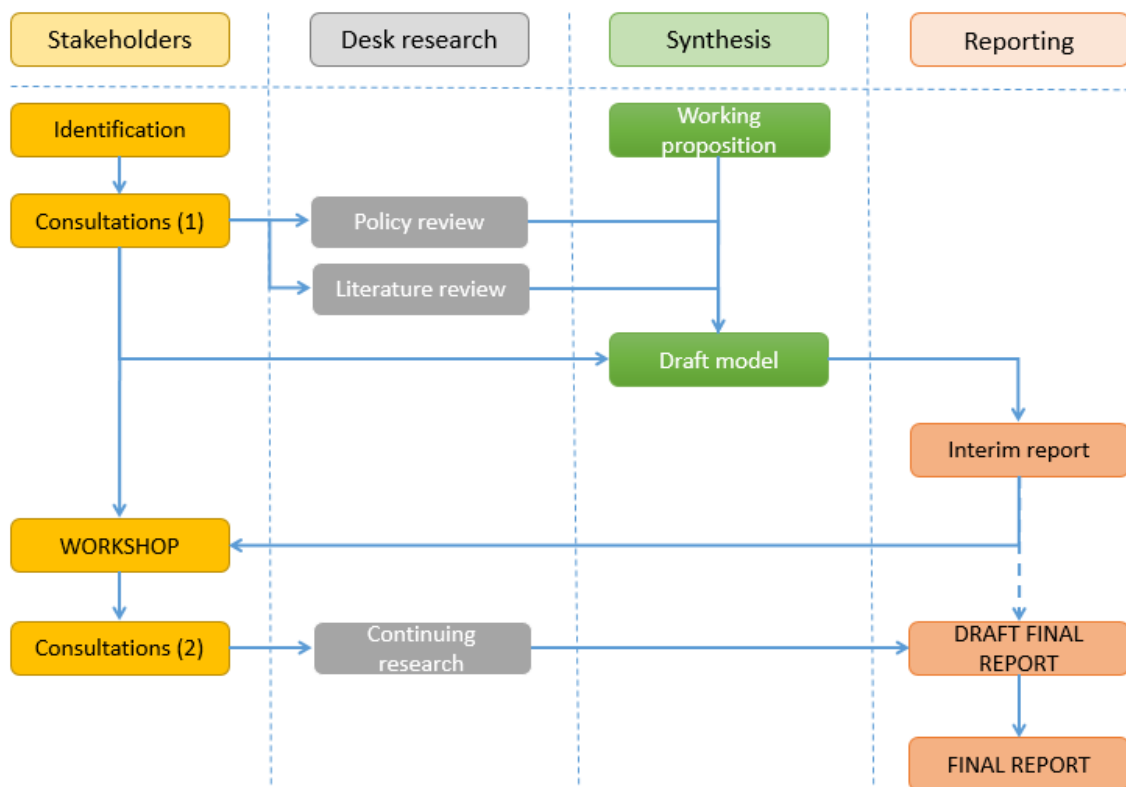 Stakeholders
Desk research
Synthesis
Reporting
Identification
Working
proposition
Consultations (1)
Policy review
Literature review
Draft model
Interim report
WORKSHOP
Consultations (2)
Continuing
research
DRAFT FINAL
REPORT
FINAL REPORT